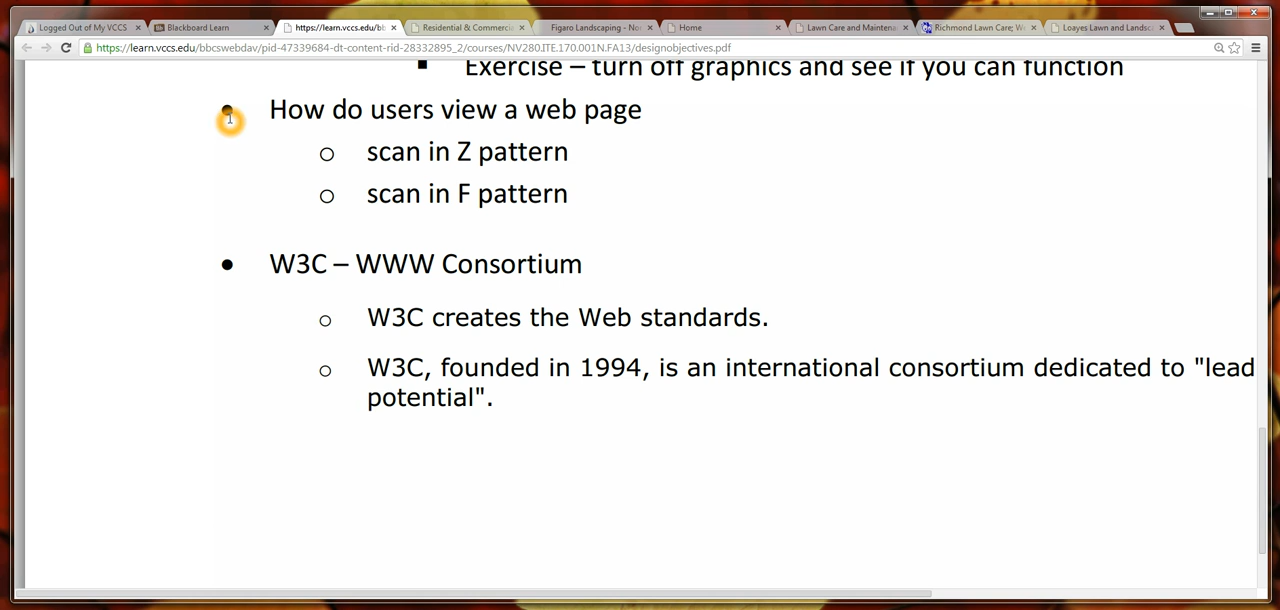 Logged Out of My VCCS
Blackboard Learn
https://learn.vccs.edu/bb
Residential & Commercia
Figaro Landscaping - Nor
Home
Lawn Care and Maintena
Richmond Lawn Care; We
Loayes Lawn and Landsc
https://learn.vccs.edu/bbcswebdav/pid-47339684-dt-content-rid-28332895_2/courses/NV280.ITE.170.001N.FA13/designobjectives.pdf
Exercise – turn off graphics and see if you can function
How do users view a web page
scan in Z pattern
scan in F pattern
W3C – WWW Consortium
W3C creates the Web standards.
W3C, founded in 1994, is an international consortium dedicated to "lead
potential".